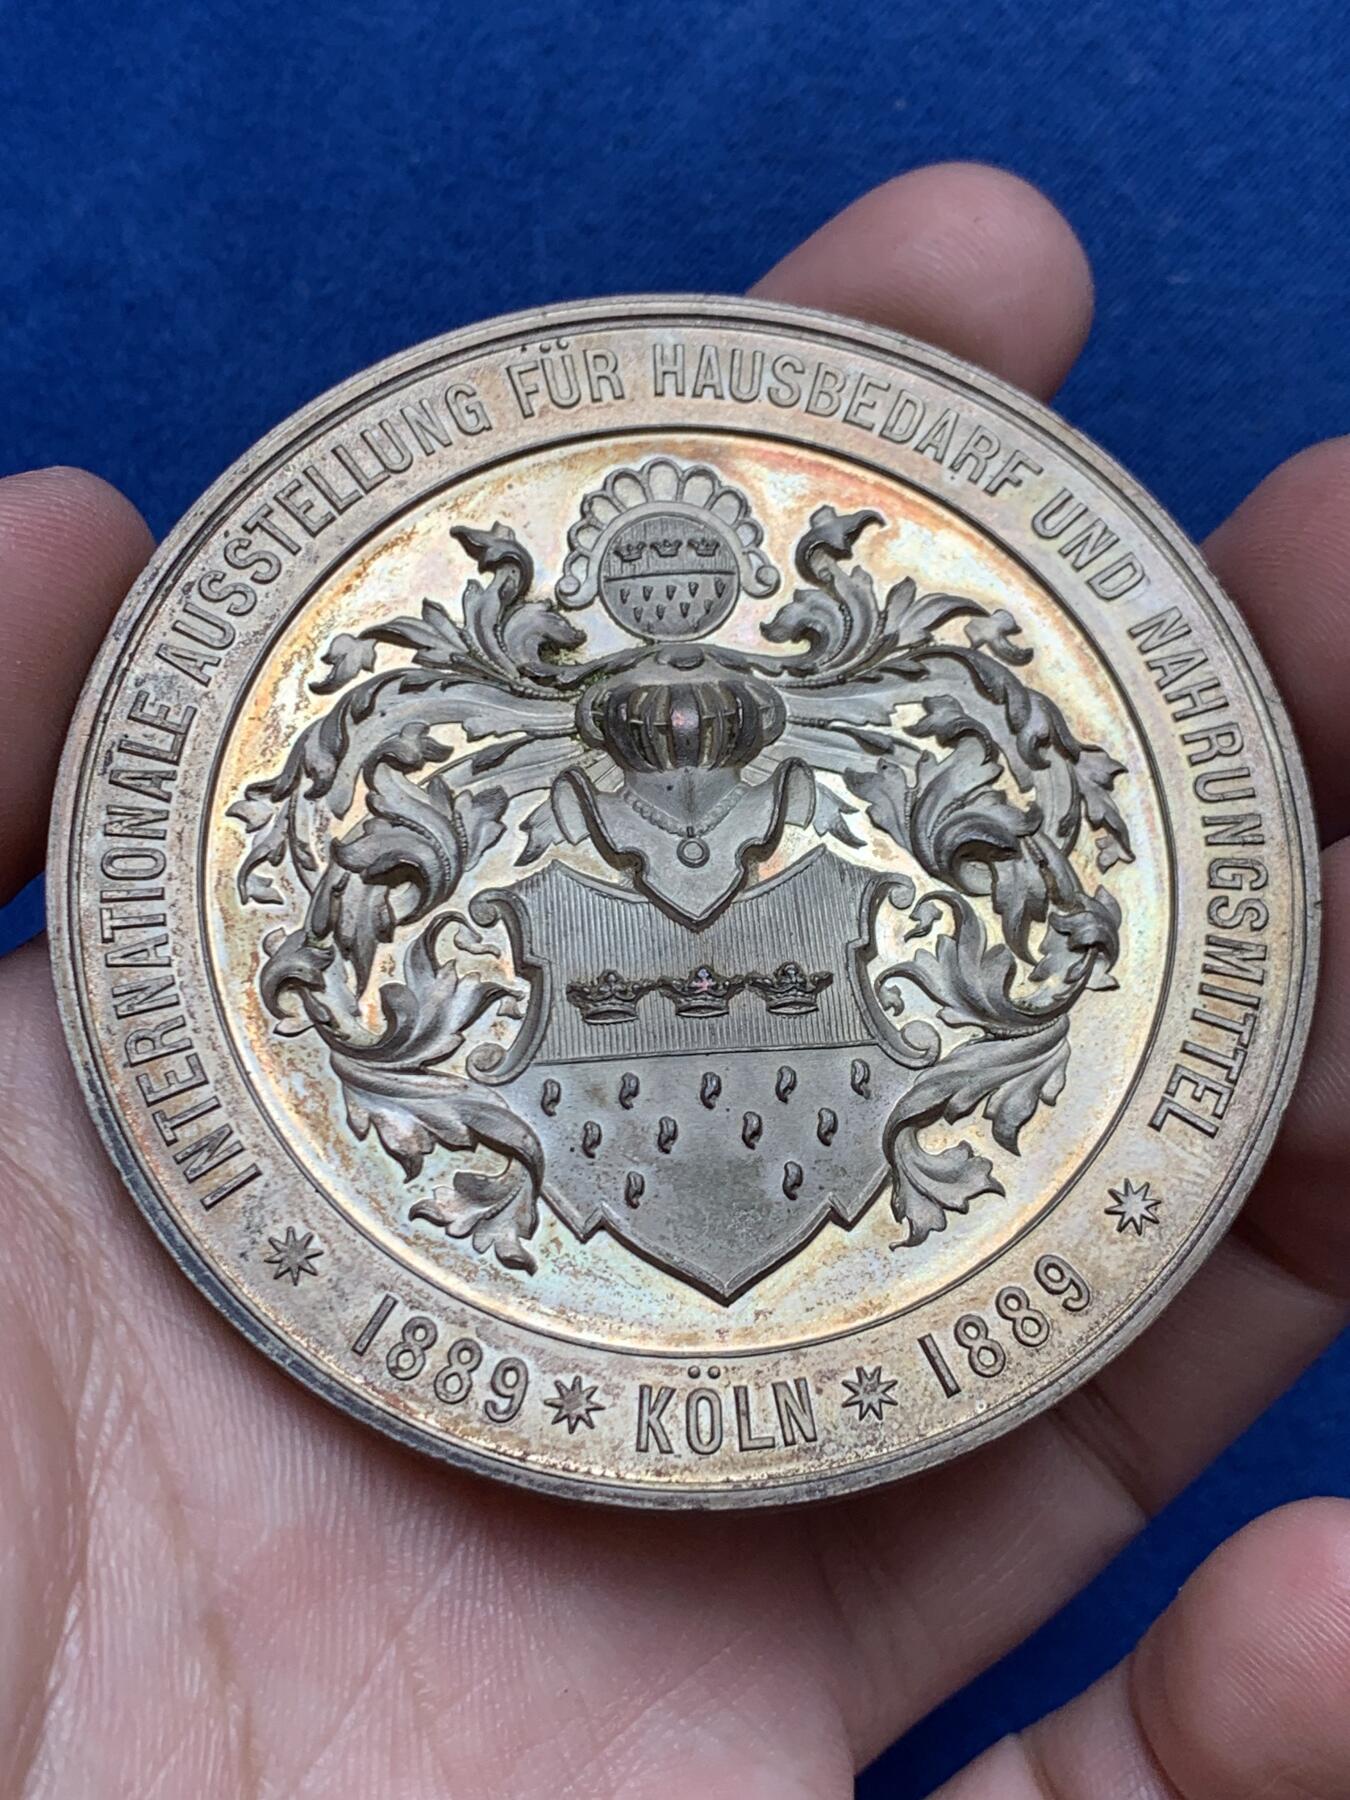 INTERNATIONALE AUSSTELLUNG FÜR HAUSBEDARF UND NAHRUNGSMITTEL
1889 * KÖLN * 1889